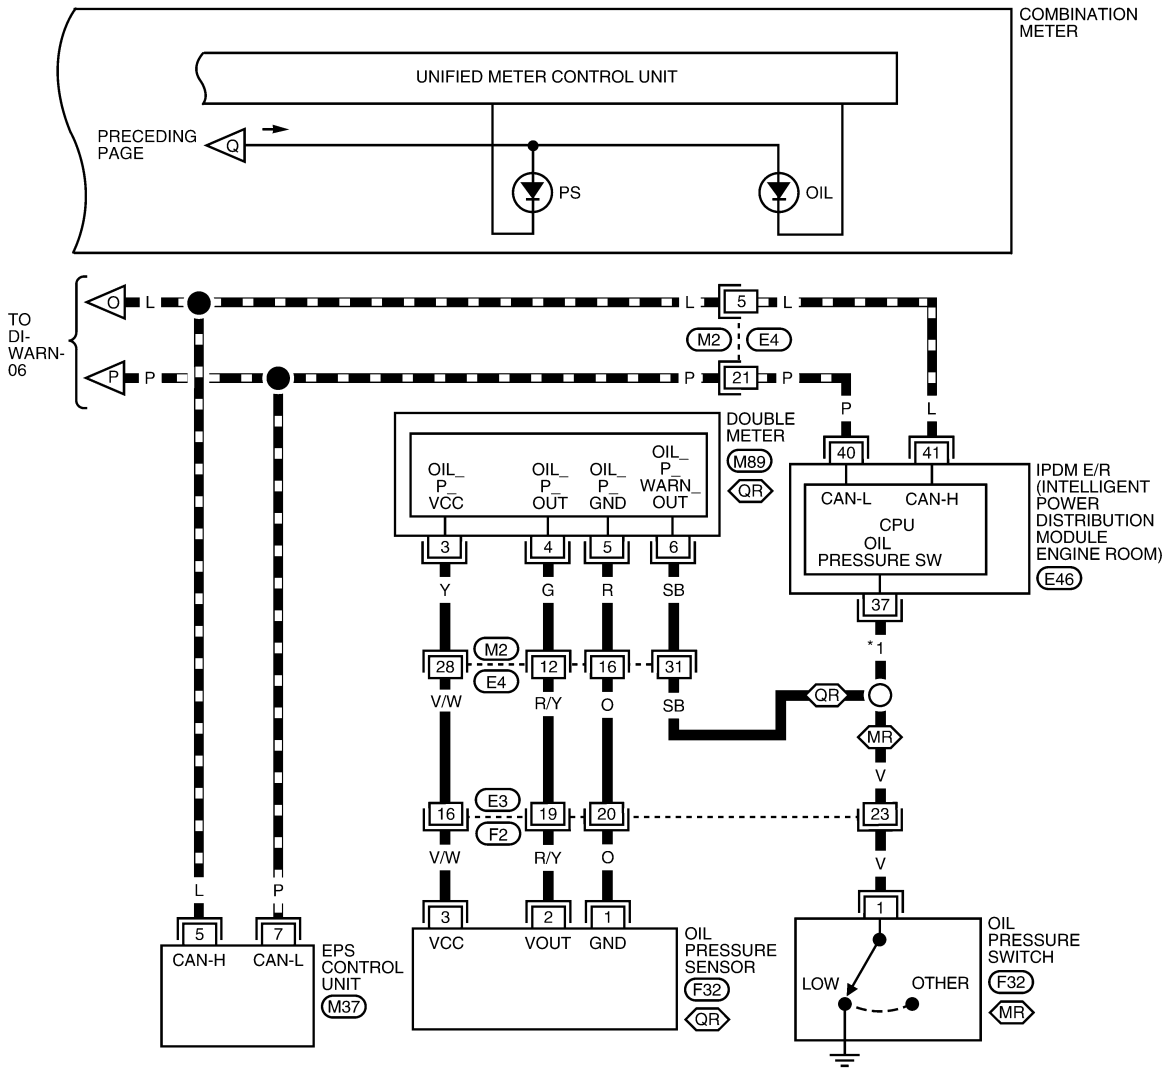 COMBINATION
METER
UNIFIED METER CONTROL UNIT
PRECEDING
PAGE
Q
PS
OIL
TO
DI-
WARN-
06
O
L
L
5
L
M2
E4
P
P
P
21
P
P
L
DOUBLE
METER
M89
QR
OIL_
P_
VCC
OIL_
P_
OUT
OIL_
P_
GND
OIL_
P_
WARN_
OUT
3
4
5
6
40
41
CAN-L
CAN-H
CPU
OIL
PRESSURE SW
IPDM E/R
(INTELLIGENT
POWER
DISTRIBUTION
MODULE
ENGINE ROOM)
E46
37
*1
Y
G
R
SB
28
M2
E4
12
16
31
V/W
R/Y
O
SB
QR
MR
V
16
E3
F2
19
20
23
V/W
R/Y
O
V
L
P
5
7
CAN-H
CAN-L
EPS
CONTROL
UNIT
M37
3
2
1
VCC
VOUT
GND
OIL
PRESSURE
SENSOR
F32
QR
1
LOW
OTHER
OIL
PRESSURE
SWITCH
F32
MR